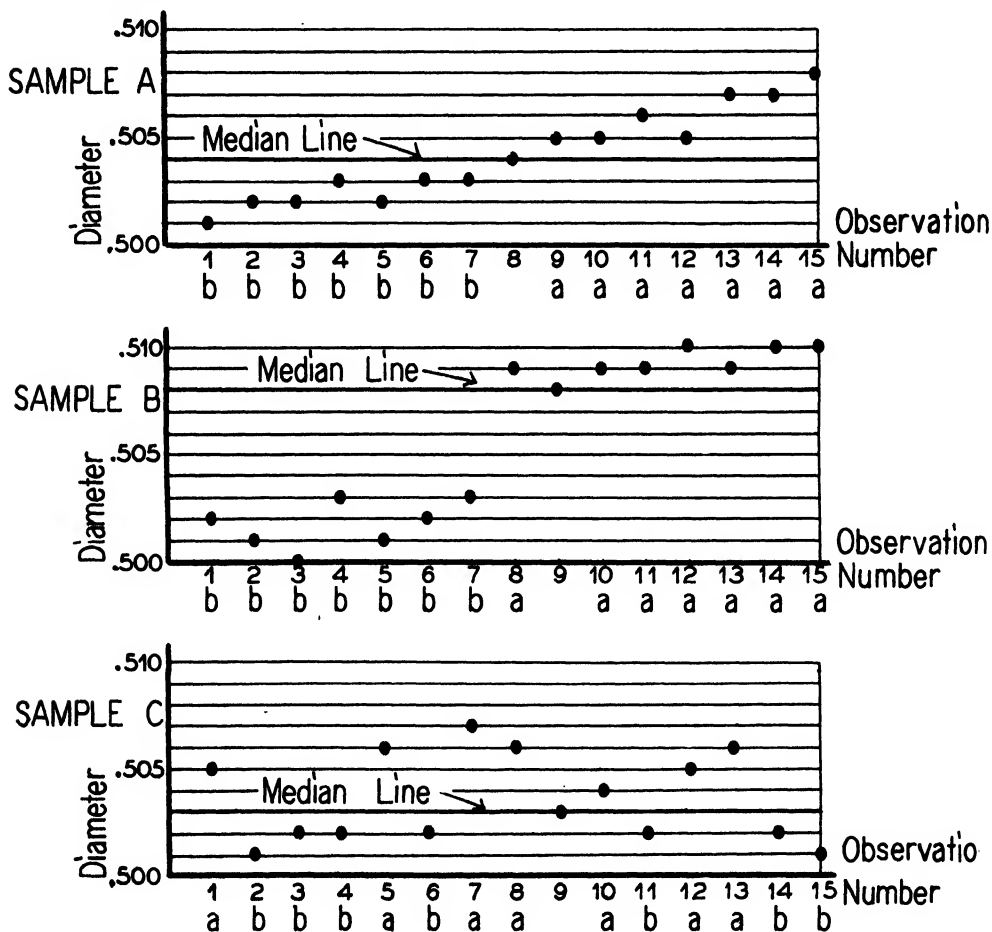 .510
SAMPLE A
.505
Median Line
Diameter
.500
Observation
1 2 3 4 5 6 7 8 9 10 11 12 13 14 15 Number
b b b b b b b a a a a a a a
.510
Median Line
SAMPLE B
.505
Diameter
.500
Observation
1 2 3 4 5 6 7 8 9 10 11 12 13 14 15 Number
b b b b b b b a a a a a a a
.510
SAMPLE C
.505
Median Line
Diameter
.500
Observatio
1 2 3 4 5 6 7 8 9 10 11 12 13 14 15 Number
a b b b a b a a a b a a b b